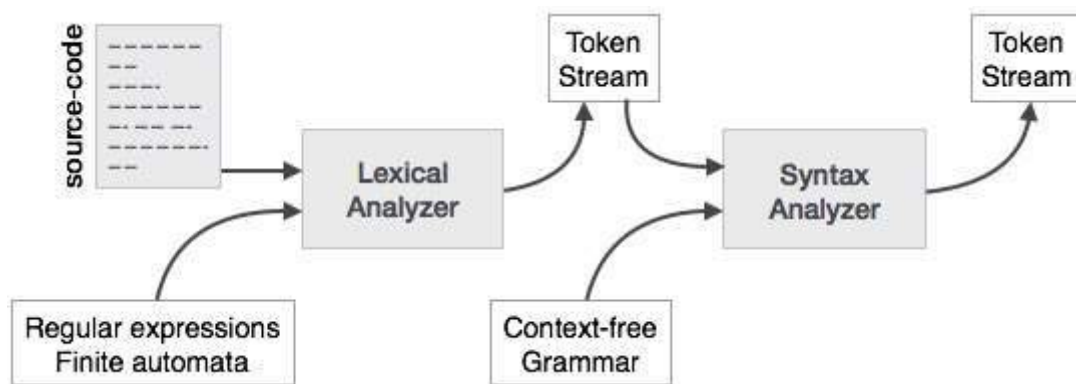 source-code
Token
Stream
Token
Stream
Lexical
Analyzer
Syntax
Analyzer
Regular expressions
Finite automata
Context-free
Grammar